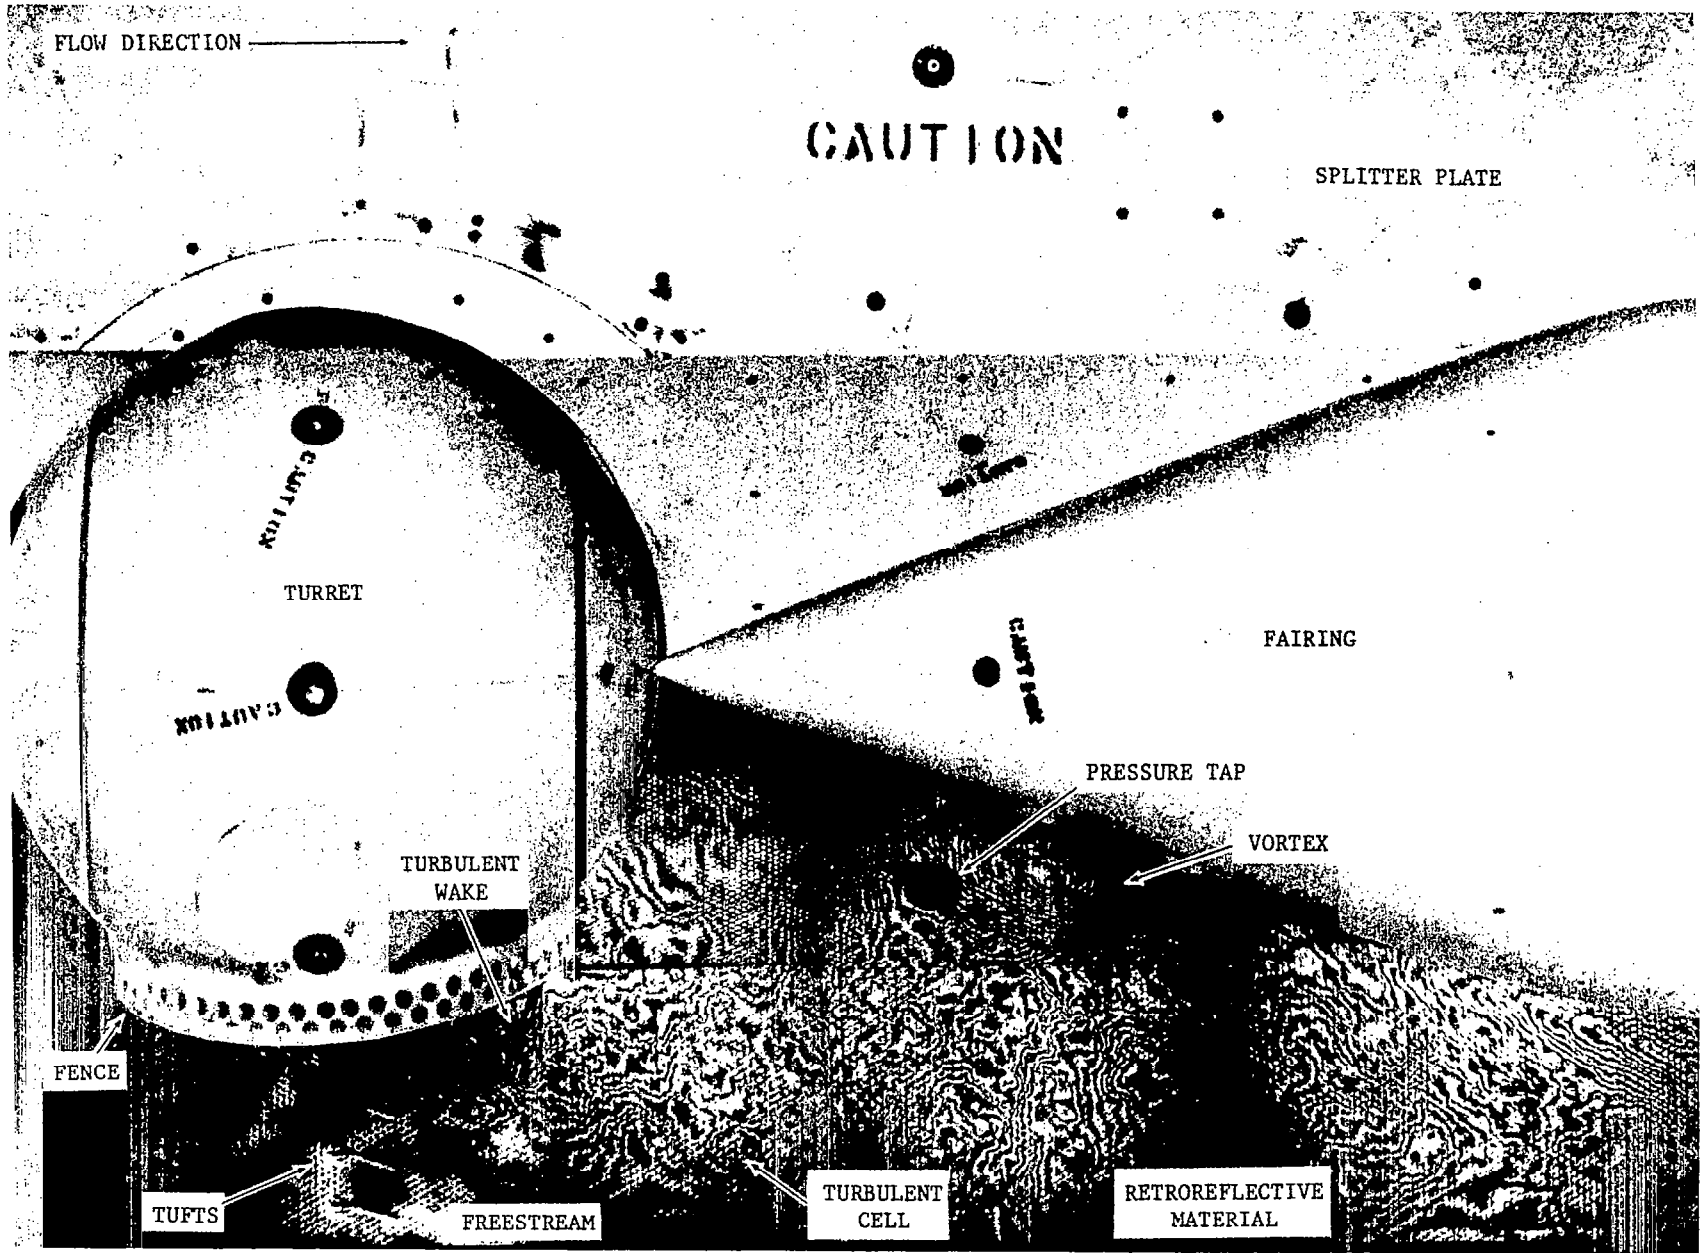 FLOW DIRECTION
CAUTION
SPLITTER PLATE
CAUTION
TURRET
CAUTION
FAIRING
CAUTION
PRESSURE TAP
VORTEX
TURBULENT
WAKE
FENCE
TUFTS
FREESTREAM
TURBULENT
CELL
RETROREFLECTIVE
MATERIAL